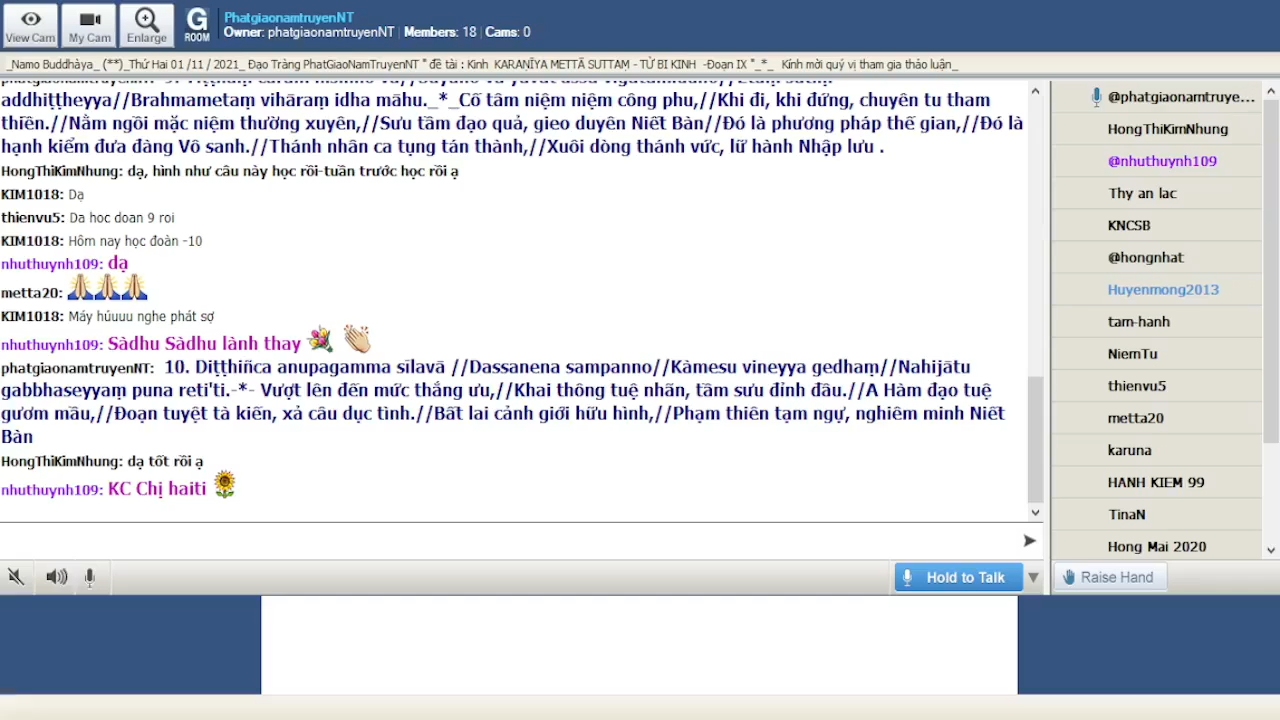 PhatgiaonamtruyenNT
Owner: phatgiaonamtruyenNT | Members: 18 | Cams: 0
View Cam
My Cam
Enlarge
G
ROOM
_Namo Buddhàya_ (**)_Thứ Hai 01 /11 / 2021_ Đạo Tràng PhatGiaoNamTruyenNT " đề tài : Kinh KARAṆĪYA METTĀ SUTTAṂ - TỪ BI KINH -Đoạn IX "_*_ Kính mời quý vị tham gia thảo luận_
addhiṭṭheyya//Brahmametaṃ vihāraṃ idha māhu._*_Cố tâm niệm niệm công phu,//Khi đi, khi đứng, chuyên tu tham
thiền.//Nằm ngồi mặc niệm thường xuyên,//Sưu tầm đạo quả, gieo duyên Niết Bàn//Đó là phương pháp thế gian,//Đó là
hạnh kiểm đưa đàng Vô sanh.//Thánh nhân ca tụng tán thành,//Xuôi dòng thánh vức, lữ hành Nhập lưu .
HongThiKimNhung: dạ, hình như câu này học rồi-tuần trước học rồi ạ
KIM1018: Dạ
thienvu5: Da hoc doan 9 roi
KIM1018: Hôm nay học đoàn -10
nhuthuynh109: dạ
metta20:
KIM1018: Máy húuuu nghe phát sợ
nhuthuynh109: Sàdhu Sàdhu lành thay
phatgiaonamtruyenNT: 10. Diṭṭhiñca anupagamma sīlavā //Dassanena sampanno//Kàmesu vineyya gedhaṃ//Nahijātu
gabbhaseyyaṃ puna reti'ti.-*- Vượt lên đến mức thắng ưu,//Khai thông tuệ nhãn, tầm sưu đỉnh đầu.//A Hàm đạo tuệ
gươm mầu,//Đoạn tuyệt tà kiến, xả câu dục tình.//Bất lai cảnh giới hữu hình,//Phạm thiên tạm ngự, nghiêm minh Niết
Bàn
HongThiKimNhung: dạ tốt rồi ạ
nhuthuynh109: KC Chị haiti
@phatgiaonamtruye...
HongThiKimNhung
@nhuthuynh109
Thy an lac
KNCSB
@hongnhat
Huyenmong2013
tam-hanh
NiemTu
thienvu5
metta20
karuna
HANH KIEM 99
TinaN
Hong Mai 2020
Hold to Talk
Raise Hand